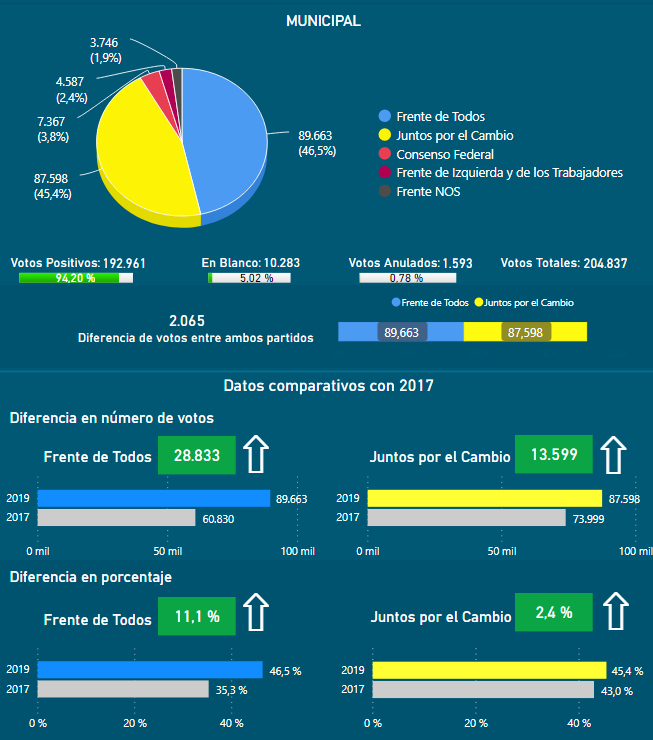 MUNICIPAL
3.746
(1,9%)
4.587
(2,4%)
7.367
(3,8%)
87.598
(45,4%)
89.663
(46,5%)
Frente de Todos
Juntos por el Cambio
Consenso Federal
Frente de Izquierda y de los Trabajadores
Frente NOS
Votos Positivos: 192.961
94,20 %
En Blanco: 10.283
5,02 %
Votos Anulados: 1.593
0,78 %
Votos Totales: 204.837
2.065
Diferencia de votos entre ambos partidos
Frente de Todos Juntos por el Cambio
89,663 87,598
Datos comparativos con 2017
Diferencia en número de votos
Frente de Todos 28.833
2019 89.663
2017 60.830
0 mil 50 mil 100 mil
Juntos por el Cambio 13.599
2019 87.598
2017 73.999
0 mil 50 mil 100 mil
Diferencia en porcentaje
Frente de Todos 11,1 %
2019 46,5 %
2017 35,3 %
0 % 20 % 40 %
Juntos por el Cambio 2,4 %
2019 45,4 %
2017 43,0 %
0 % 20 % 40 %